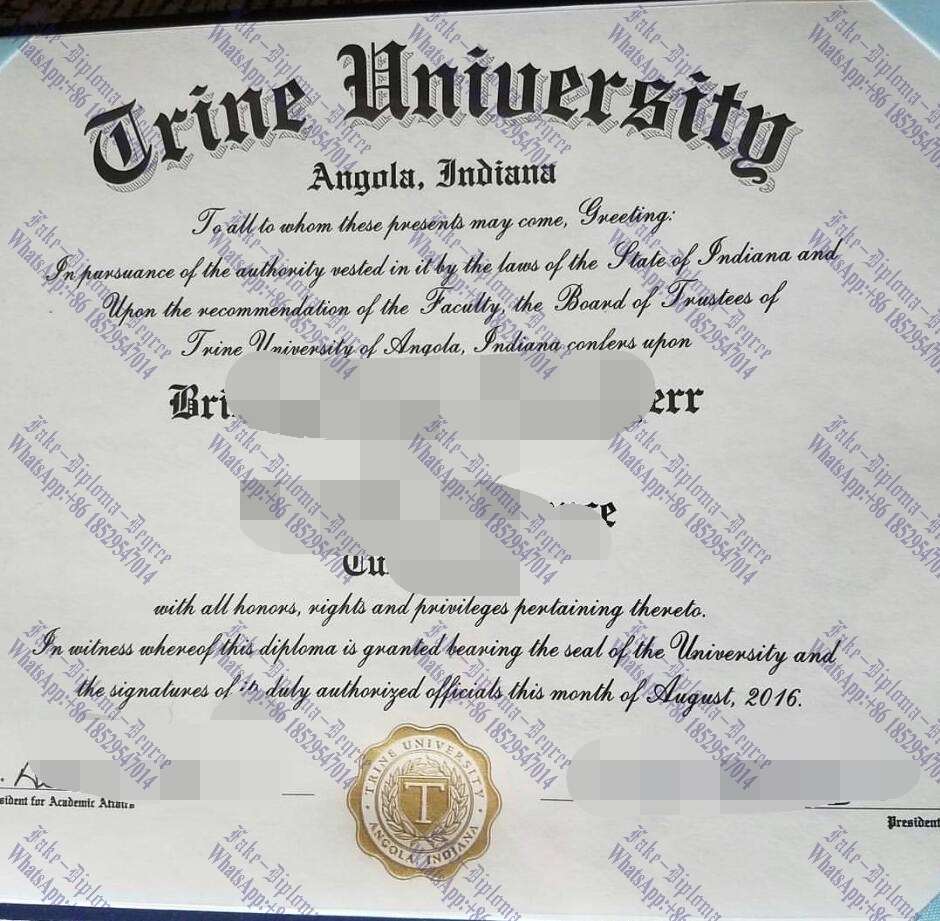 Trine University
Angola, Indiana
To all to whom these presents may come, Greeting:
In pursuance of the authority vested in it by the laws of the State of Indiana and
Upon the recommendation of the Faculty, the Board of Trustees of
Trine University of Angola, Indiana confers upon
with all honors, rights and privileges pertaining thereto.
In witness whereof this diploma is granted bearing the seal of the University and
the signatures of its duly authorized officials this month of August, 2016.
TRINE UNIVERSITY
T
ANGOLA, INDIANA
for Academic Affairs
President
Fake-Diploma-Degree
WhatsApp:+86 18529547014